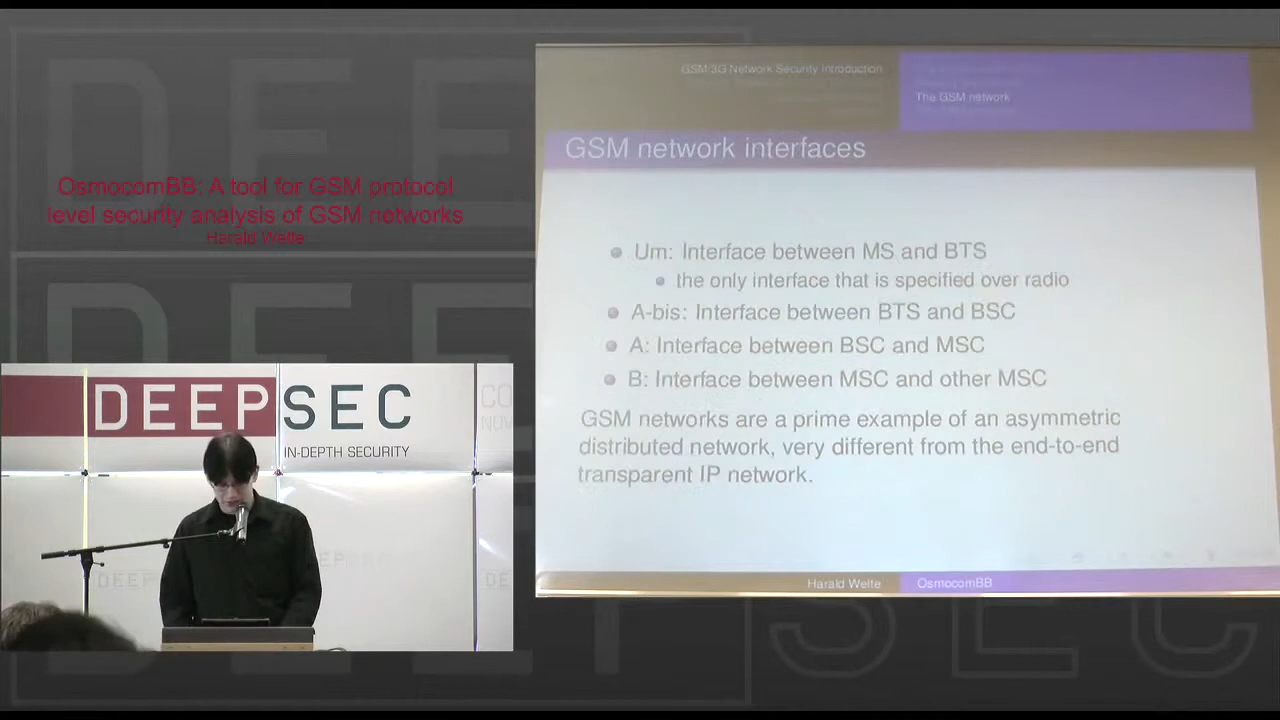 OsmocomBB: A tool for GSM protocol
level security analysis of GSM networks
Harald Welte
GSM/3G Network Security Introduction
The GSM network
GSM network interfaces
Um: Interface between MS and BTS
the only interface that is specified over radio
A-bis: Interface between BTS and BSC
A: Interface between BSC and MSC
B: Interface between MSC and other MSC
GSM networks are a prime example of an asymmetric
distributed network, very different from the end-to-end
transparent IP network.
Harald Welte OsmocomBB
DEEPSEC
IN-DEPTH SECURITY